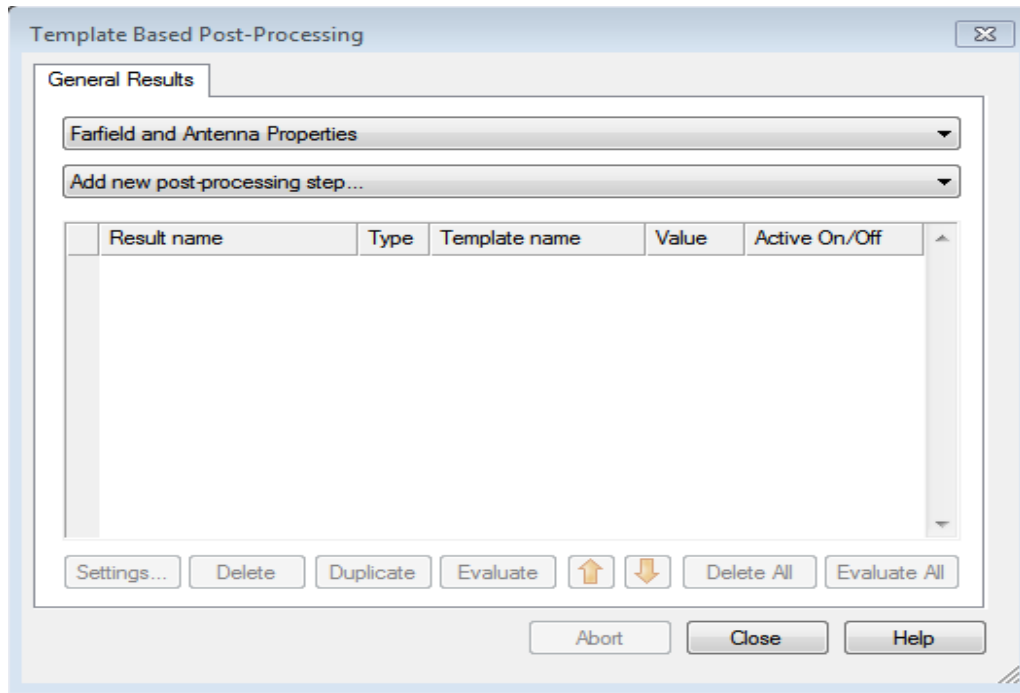 Template Based Post-Processing
General Results
Farfield and Antenna Properties
Add new post-processing step...
Result name Type Template name Value Active On/Off
Settings... Delete Duplicate Evaluate Delete All Evaluate All
Abort Close Help